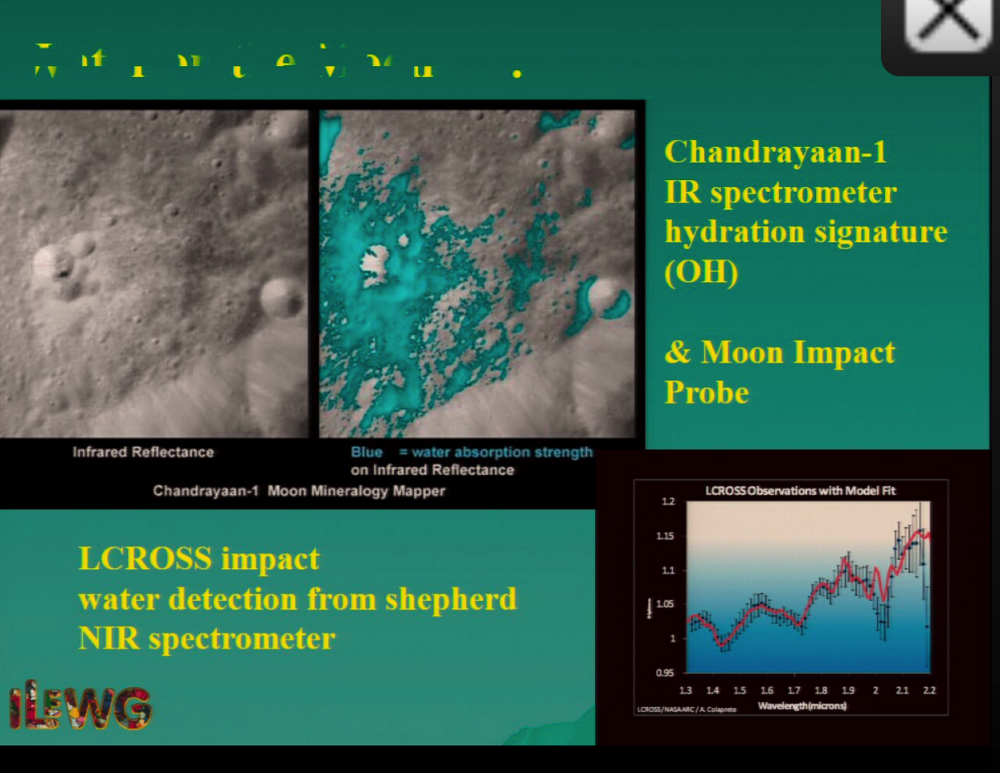 Chandrayaan-1
IR spectrometer
hydration signature
(OH)
& Moon Impact
Probe
Infrared Reflectance
Blue = water absorption strength
on Infrared Reflectance
Chandrayaan-1 Moon Mineralogy Mapper
LCROSS impact
water detection from shepherd
NIR spectrometer
ILEWG
LCROSS Observations with Model Fit
1.2
1.15
1.1
1.05
1
0.95
1.3 1.4 1.5 1.6 1.7 1.8 1.9 2 2.1 2.2
Wavelength(microns)
LCROSS/NASA ARC / A. Colaprete